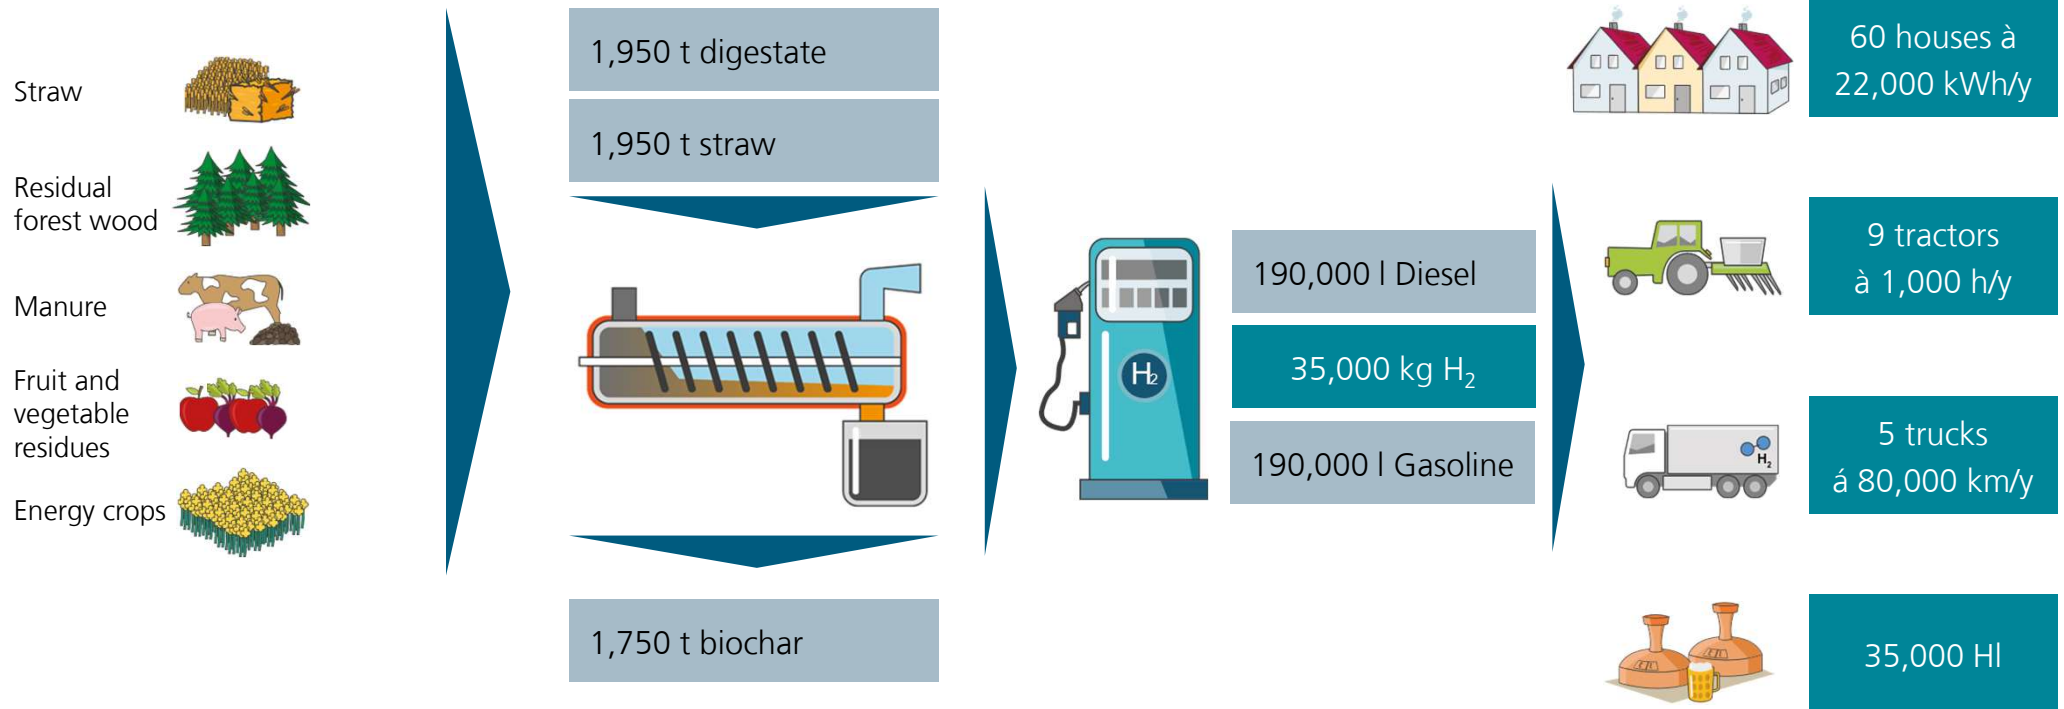 Straw
Residual
forest wood
Manure
Fruit and
vegetable
residues
Energy crops
1,950 t digestate
1,950 t straw
1,750 t biochar
H2
190,000 l Diesel
35,000 kg H2
190,000 l Gasoline
60 houses à
22,000 kWh/y
9 tractors
à 1,000 h/y
H2
5 trucks
á 80,000 km/y
35,000 Hl